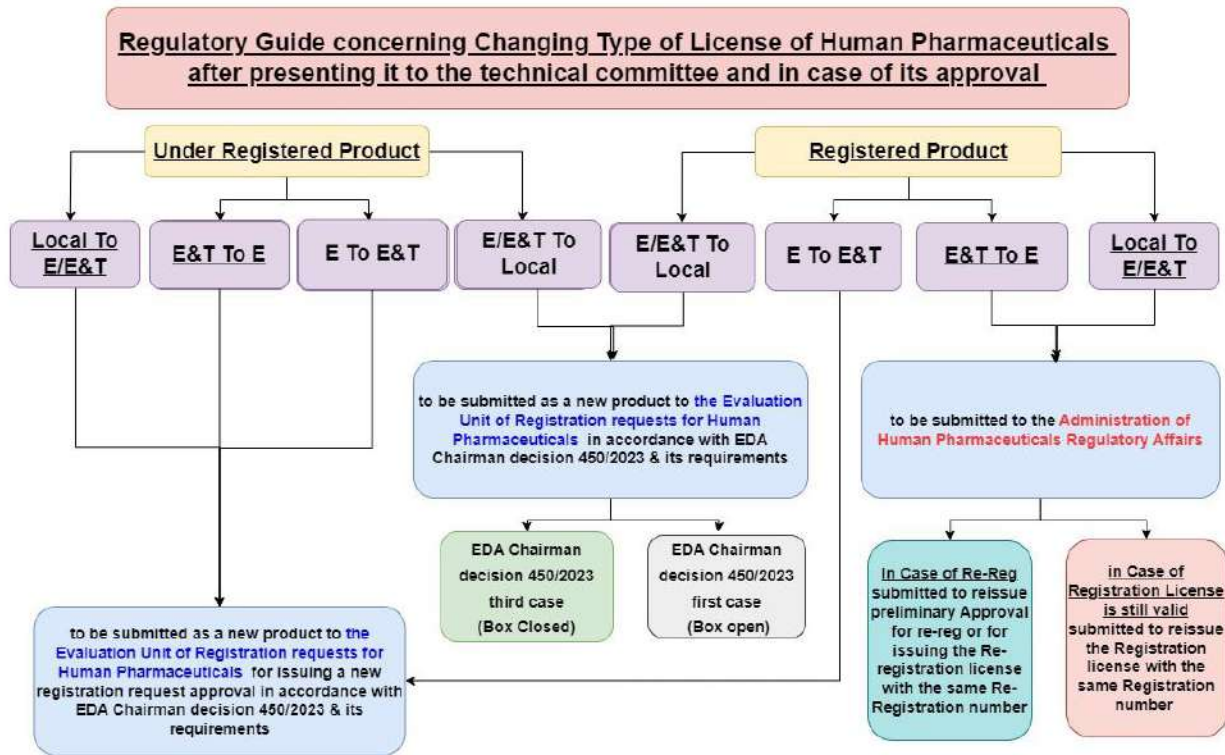 Regulatory Guide concerning Changing Type of License of Human Pharmaceuticals
after presenting it to the technical committee and in case of its approval
Under Registered Product
Registered Product
Local To
E/E&T
E&T To E
E To E&T
E/E&T To
Local
E/E&T To
Local
E To E&T
E&T To E
Local To
E/E&T
to be submitted as a new product to the Evaluation
Unit of Registration requests for Human
Pharmaceuticals in accordance with EDA
Chairman decision 450/2023 & its requirements
to be submitted to the Administration of
Human Pharmaceuticals Regulatory Affairs
EDA Chairman
decision 450/2023
third case
(Box Closed)
EDA Chairman
decision 450/2023
first case
(Box open)
In Case of Re-Reg
submitted to reissue
preliminary Approval
for re-reg or for
issuing the Re-
registration license
with the same Re-
Registration number
in Case of
Registration License
is still valid
submitted to reissue
the Registration
license with the
same Registration
number
to be submitted as a new product to the
Evaluation Unit of Registration requests for
Human Pharmaceuticals for issuing a new
registration request approval in accordance with
EDA Chairman decision 450/2023 & its
requirements